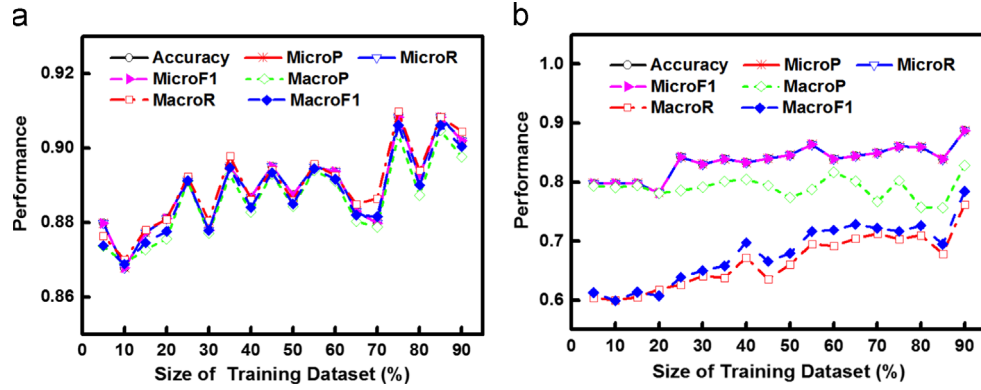 a
0.92
0.90
0.88
0.86
Performance
Accuracy MicroP MicroR
MicroF1 MacroP
MacroR MacroF1
0 10 20 30 40 50 60 70 80 90
5
Size of Training Dataset (%)
b
1.0
0.9
0.8
0.7
0.6
Performance
Accuracy MicroP MicroR
MicroF1 MacroP
MacroR MacroF1
0 5 10 20 30 40 50 60 70 80 90
Size of Training Dataset (%)